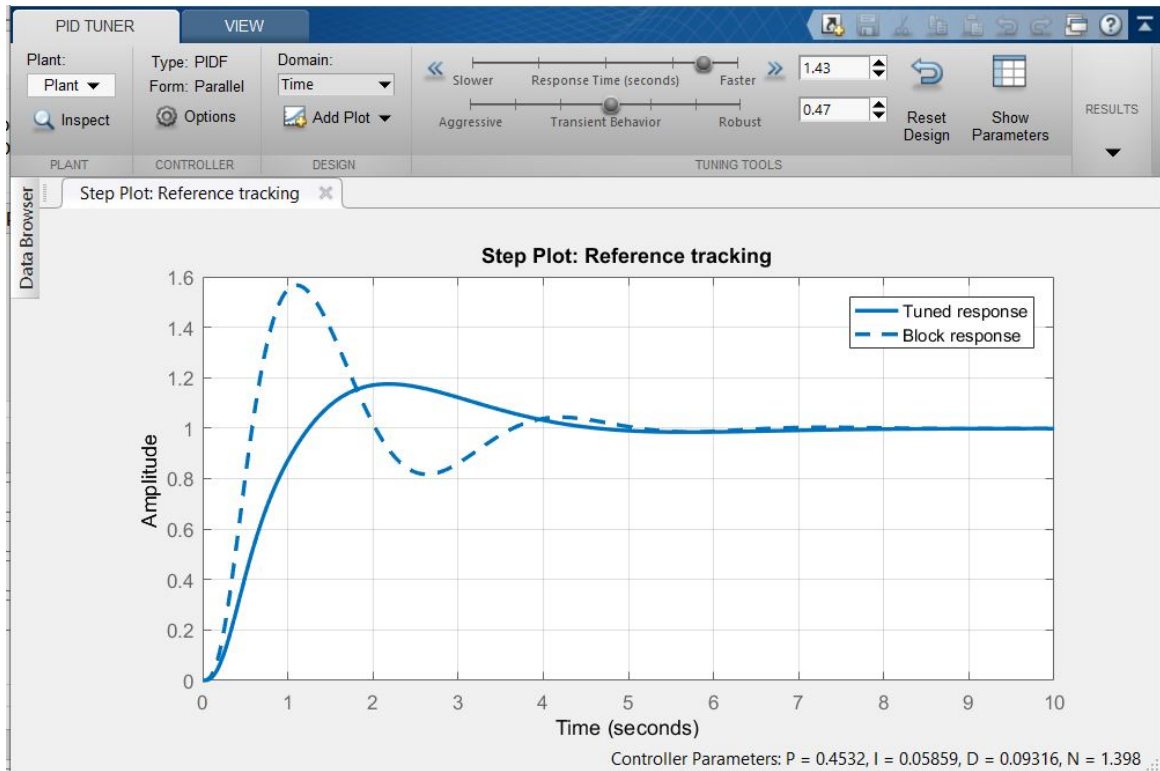 PID TUNER
VIEW
Plant:
Plant
Inspect
PLANT
Type: PIDF
Form: Parallel
Options
CONTROLLER
Domain:
Time
Add Plot
DESIGN
Slower Response Time (seconds) Faster
1.43
Aggressive Transient Behavior Robust
0.47
Reset
Design
Show
Parameters
TUNING TOOLS
RESULTS
Data Browser
Step Plot: Reference tracking
Step Plot: Reference tracking
Tuned response
Block response
Amplitude
1.6
1.4
1.2
1
0.8
0.6
0.4
0.2
0
0 1 2 3 4 5 6 7 8 9 10
Time (seconds)
Controller Parameters: P = 0.4532, I = 0.05859, D = 0.09316, N = 1.398